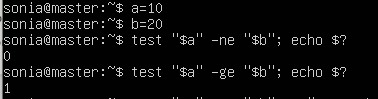 sonia@master:~$ a=10
sonia@master:~$ b=20
sonia@master:~$ test "$a" -ne "$b"; echo $?
0
sonia@master:~$ test "$a" -ge "$b"; echo $?
1